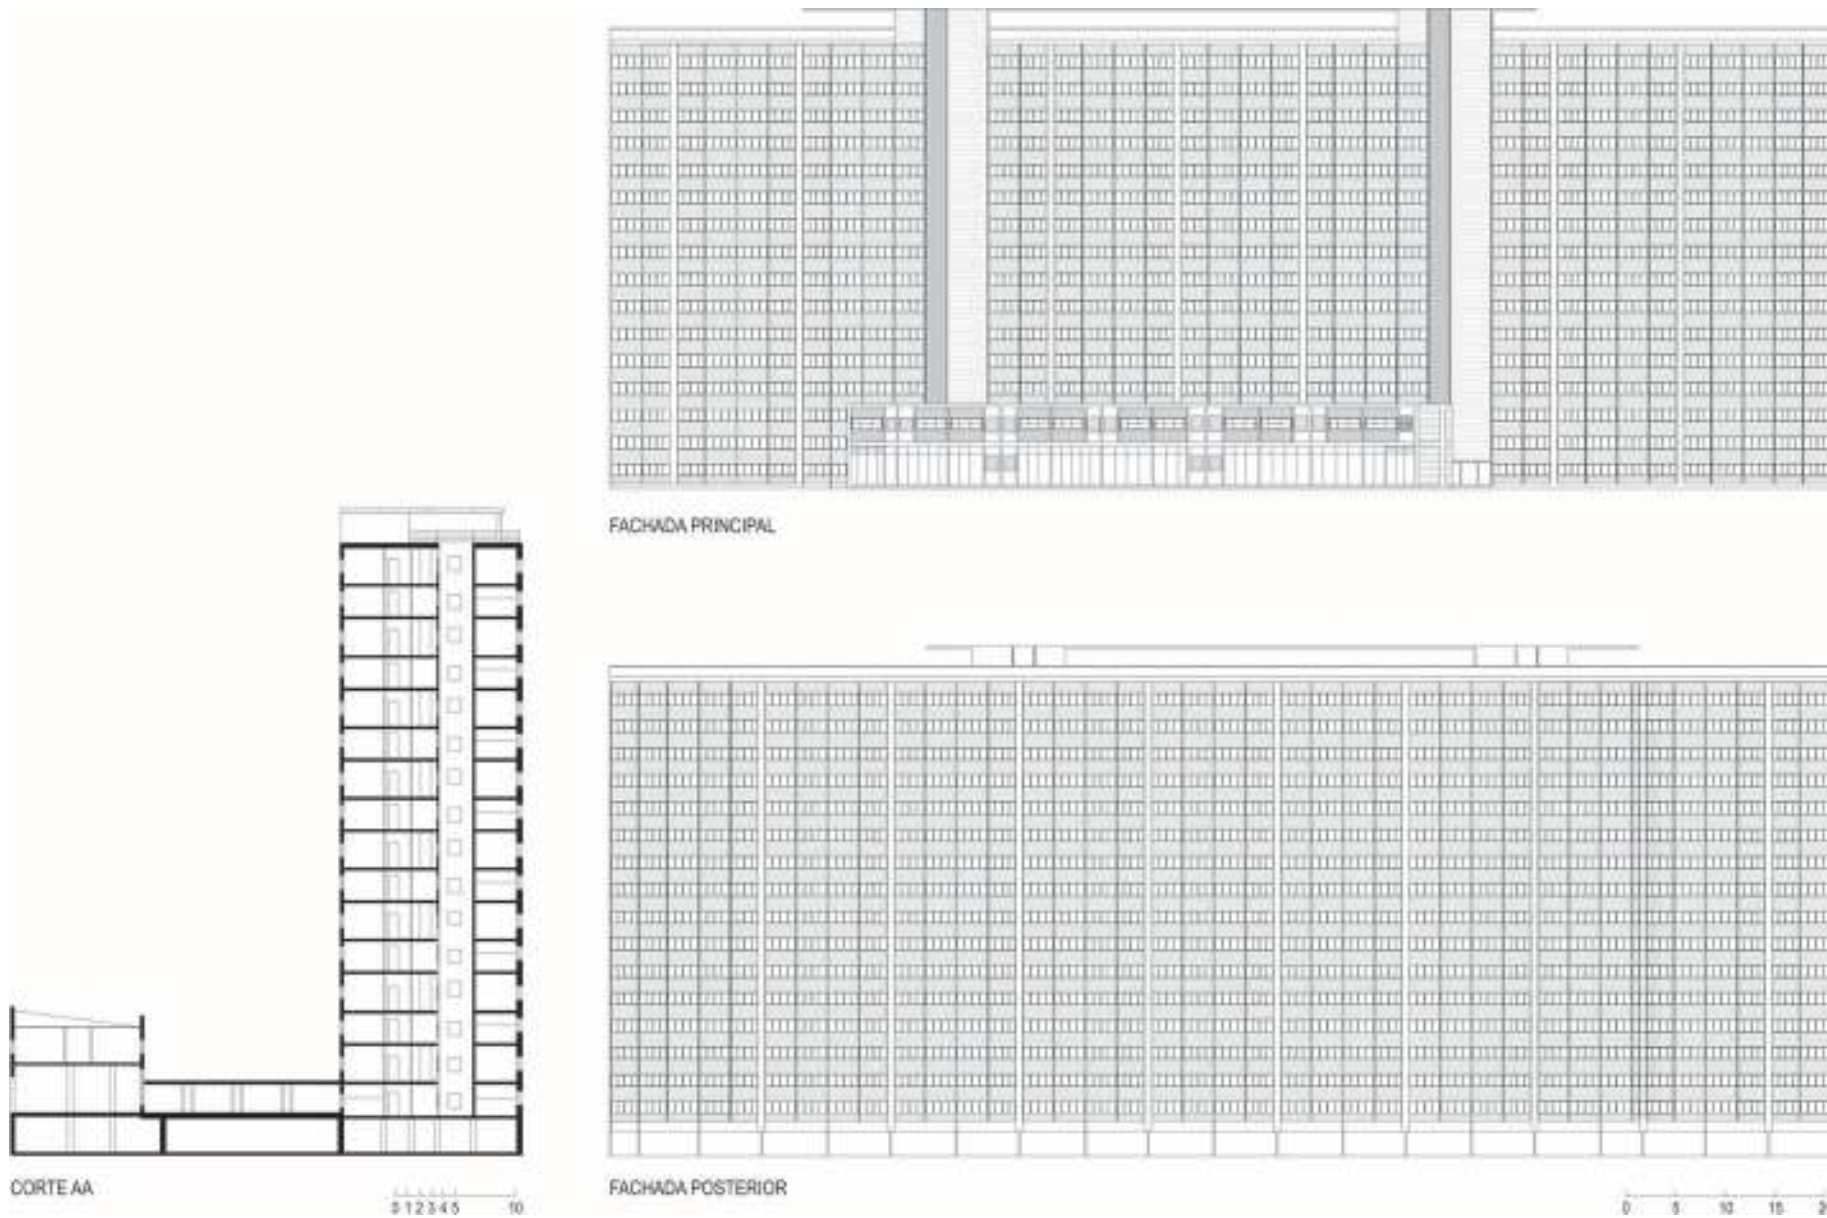 FACHADA PRINCIPAL
CORTE AA
0 1 2 3 4 5 10
FACHADA POSTERIOR
0 5 10 15